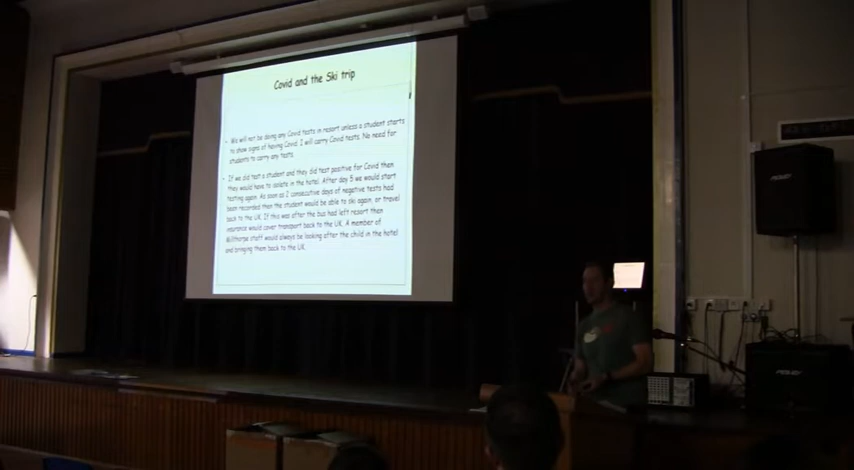 Covid and the Ski trip
- We will not be doing any Covid tests in resort unless a student starts
to show signs of having Covid. I will carry Covid tests. No need for
students to carry any tests.
- If we did test a student and they did test positive for Covid then
they would have to isolate in the hotel. After day 5 we would start
testing again. As soon as 2 consecutive days of negative tests had
been recorded then the student would be able to ski again, or travel
back to the UK. If this was after the bus had left resort then
insurance would cover transport back to the UK. A member of
Millthorpe staff would always be looking after the child in the hotel
and bringing them back to the UK.
PEAVEY
PEAVEY